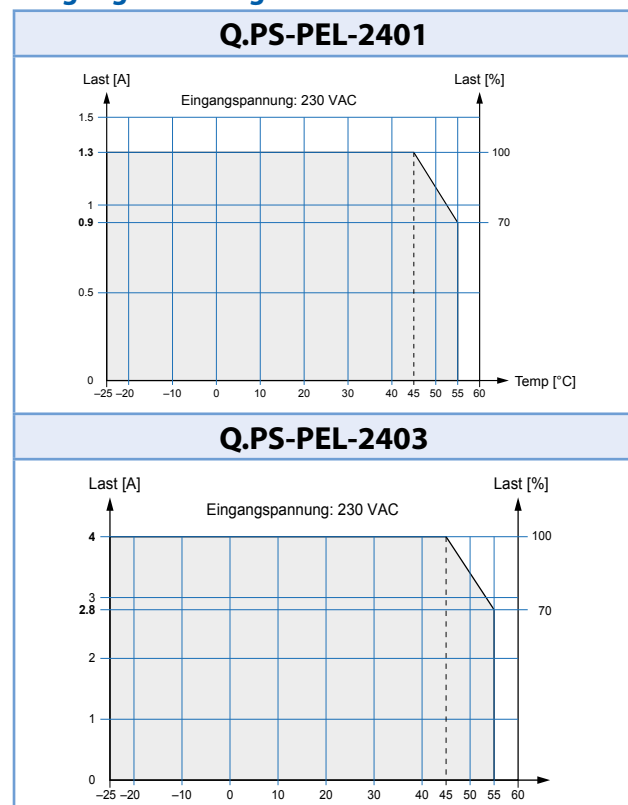 Q.PS-PEL-2401
Last [A]
Last [%]
Eingangspannung: 230 VAC
1.5
1.3
100
1
0.9
70
0.5
0
–25 –20 –10 0 10 20 30 40 45 50 55 60
Temp [°C]
Q.PS-PEL-2403
Last [A]
Last [%]
Eingangspannung: 230 VAC
4
100
3
2.8
70
2
1
0
–25 –20 –10 0 10 20 30 40 45 50 55 60